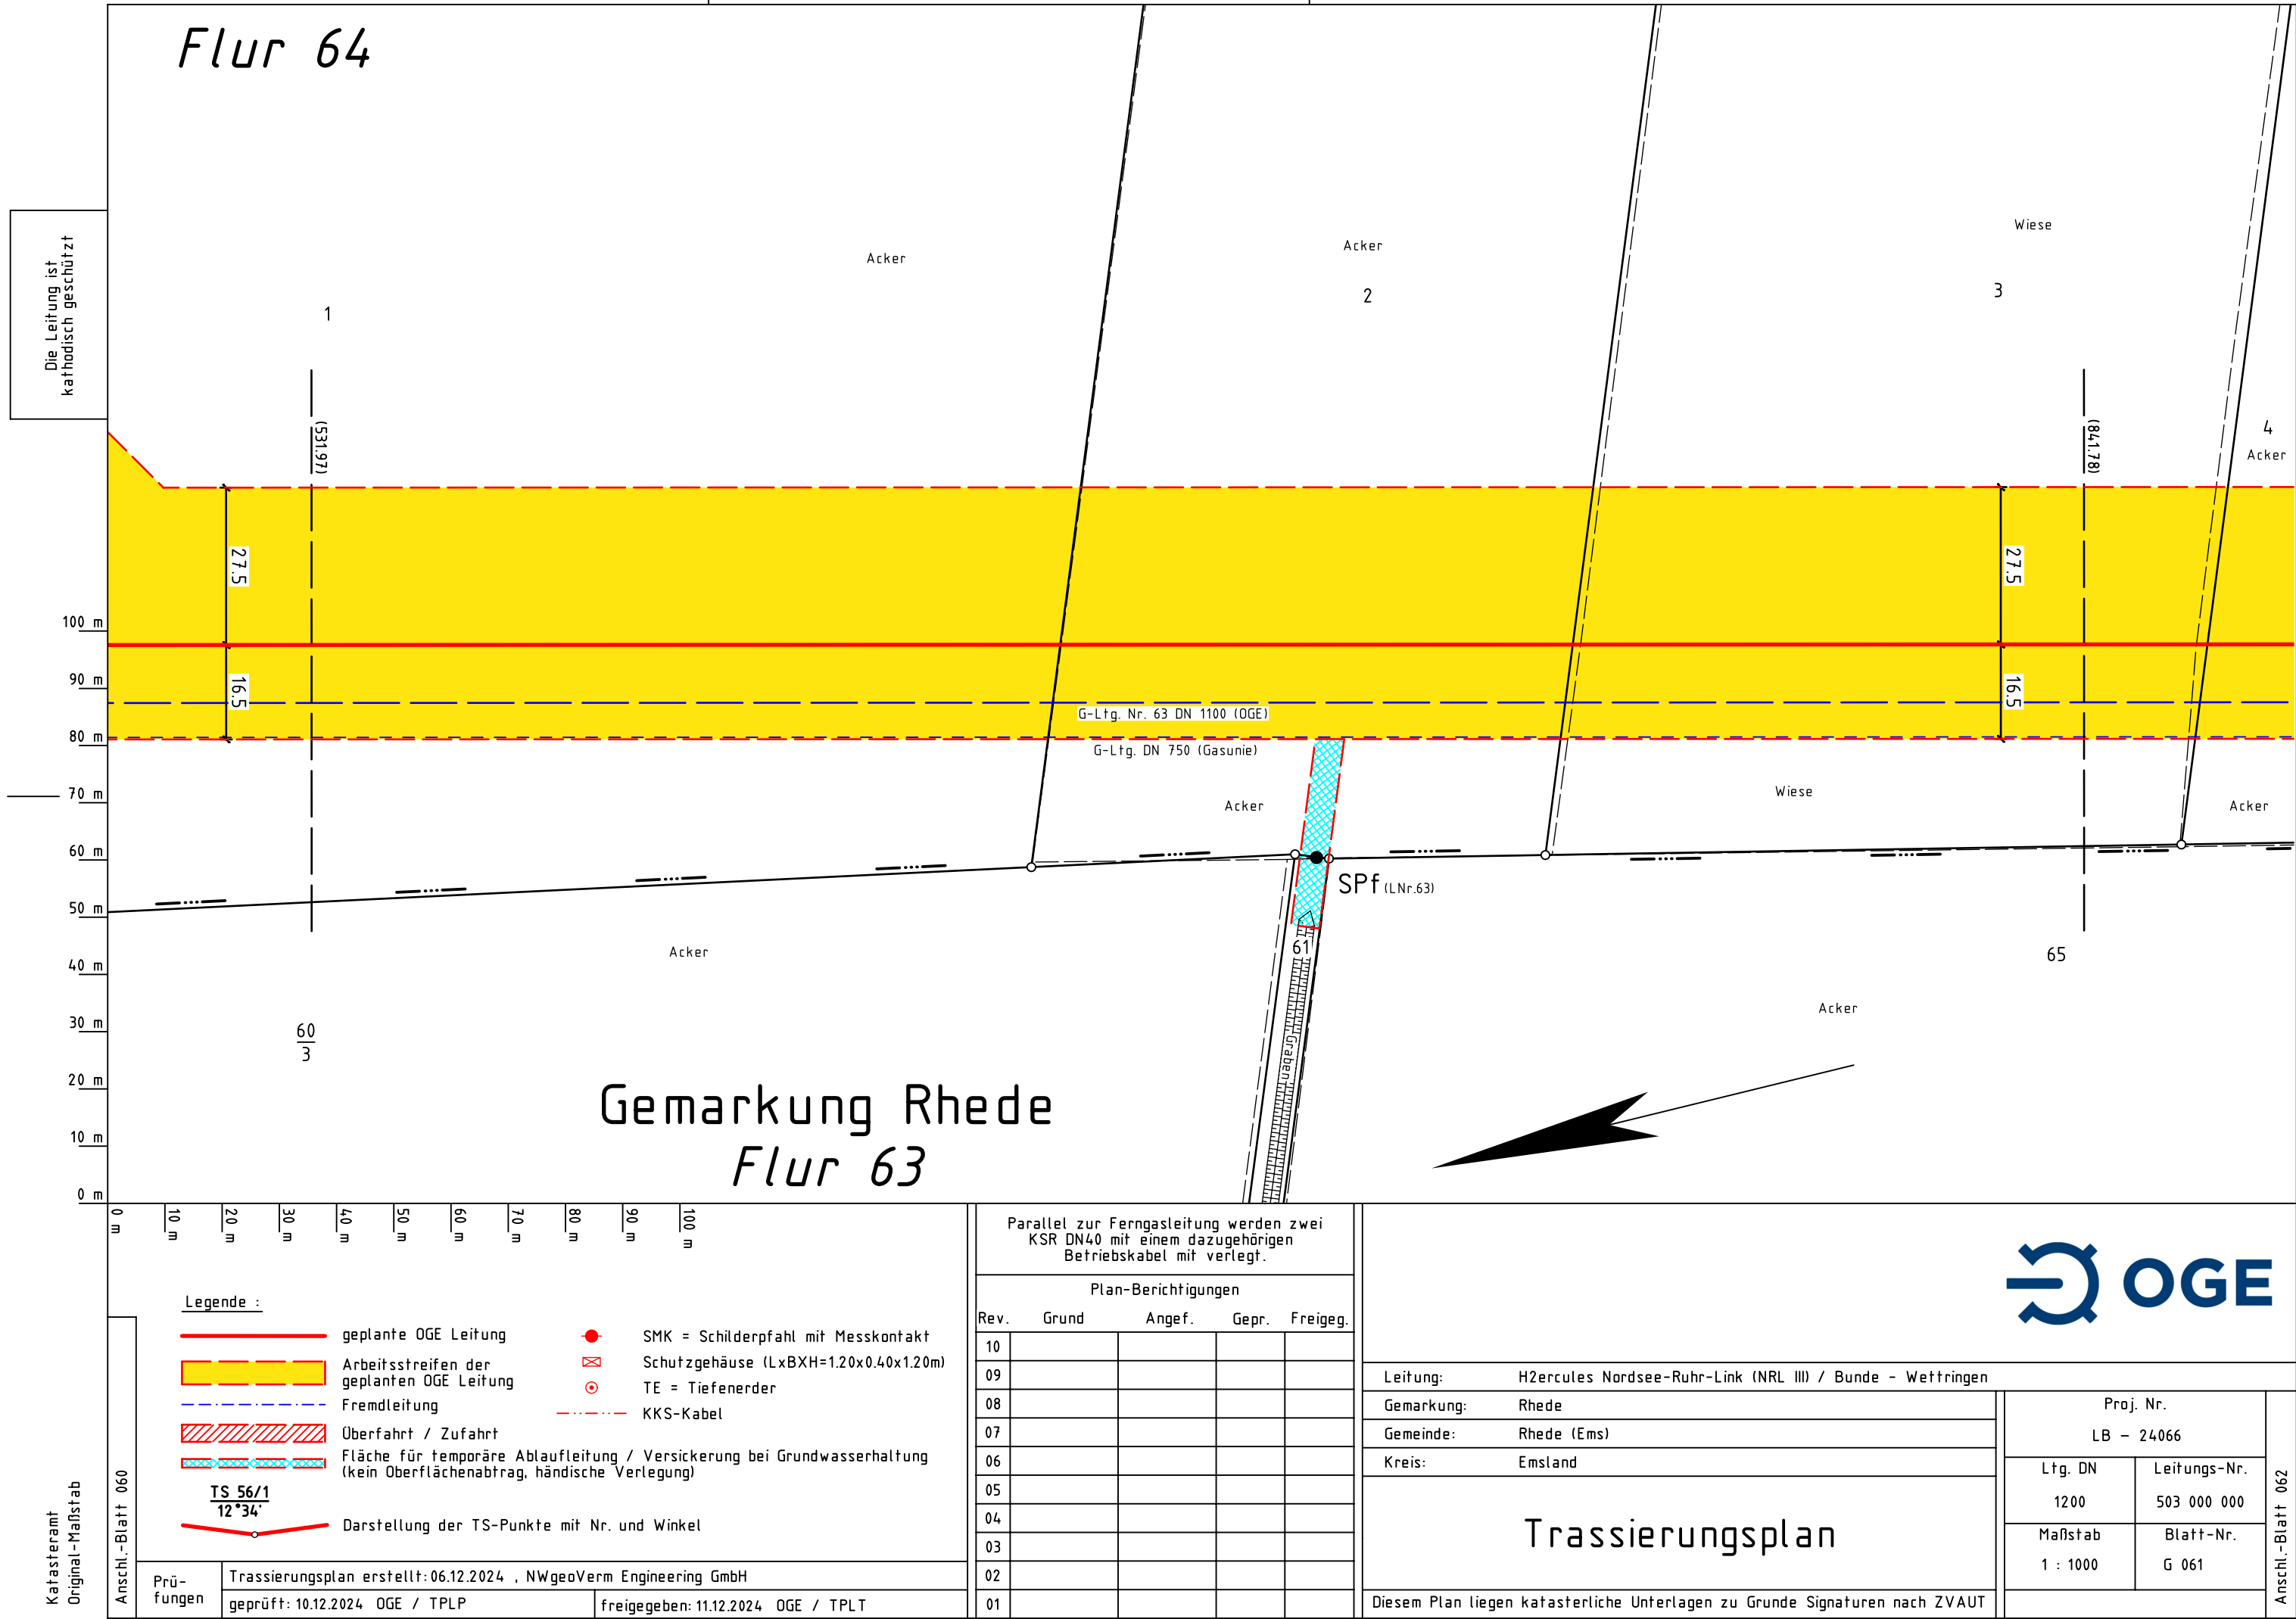 Flur 64
Die Leitung ist
kathodisch geschützt
Acker
Acker
Wiese
1
2
3
4
Acker
(531.97)
(841.78)
27.5
27.5
16.5
16.5
G-Ltg. Nr. 63 DN 1100 (OGE)
G-Ltg. DN 750 (Gasunie)
Acker
Wiese
Acker
SPf (LNr.63)
61
Graben
Acker
65
Acker
60
3
Gemarkung Rhede
Flur 63
100 m
90 m
80 m
70 m
60 m
50 m
40 m
30 m
20 m
10 m
0 m
0 m
10 m
20 m
30 m
40 m
50 m
60 m
70 m
80 m
90 m
100 m
Legende :
geplante OGE Leitung
Arbeitsstreifen der
geplanten OGE Leitung
Fremdleitung
Überfahrt / Zufahrt
Fläche für temporäre Ablaufleitung / Versickerung bei Grundwasserhaltung
(kein Oberflächenabtrag, händische Verlegung)
TS 56/1
12°34'
Darstellung der TS-Punkte mit Nr. und Winkel
SMK = Schilderpfahl mit Messkontakt
Schutzgehäuse (LxBXH=1.20x0.40x1.20m)
TE = Tiefenerder
KKS-Kabel
Katasteramt
Original-Maßstab
Anschl.-Blatt 060
Prü-
fungen
Trassierungsplan erstellt: 06.12.2024 , NWgeoVerm Engineering GmbH
geprüft: 10.12.2024 OGE / TPLP
freigegeben: 11.12.2024 OGE / TPLT
Parallel zur Ferngasleitung werden zwei
KSR DN40 mit einem dazugehörigen
Betriebskabel mit verlegt.
Plan-Berichtigungen
Rev. Grund Angef. Gepr. Freigeg.
10
09
08
07
06
05
04
03
02
01
OGE
Leitung: H2ercules Nordsee-Ruhr-Link (NRL III) / Bunde - Wettringen
Gemarkung: Rhede
Gemeinde: Rhede (Ems)
Kreis: Emsland
Trassierungsplan
Diesem Plan liegen katasterliche Unterlagen zu Grunde Signaturen nach ZVAUT
Proj. Nr.
LB - 24066
Ltg. DN Leitungs-Nr.
1200 503 000 000
Maßstab Blatt-Nr.
1 : 1000 G 061
Anschl.-Blatt 062